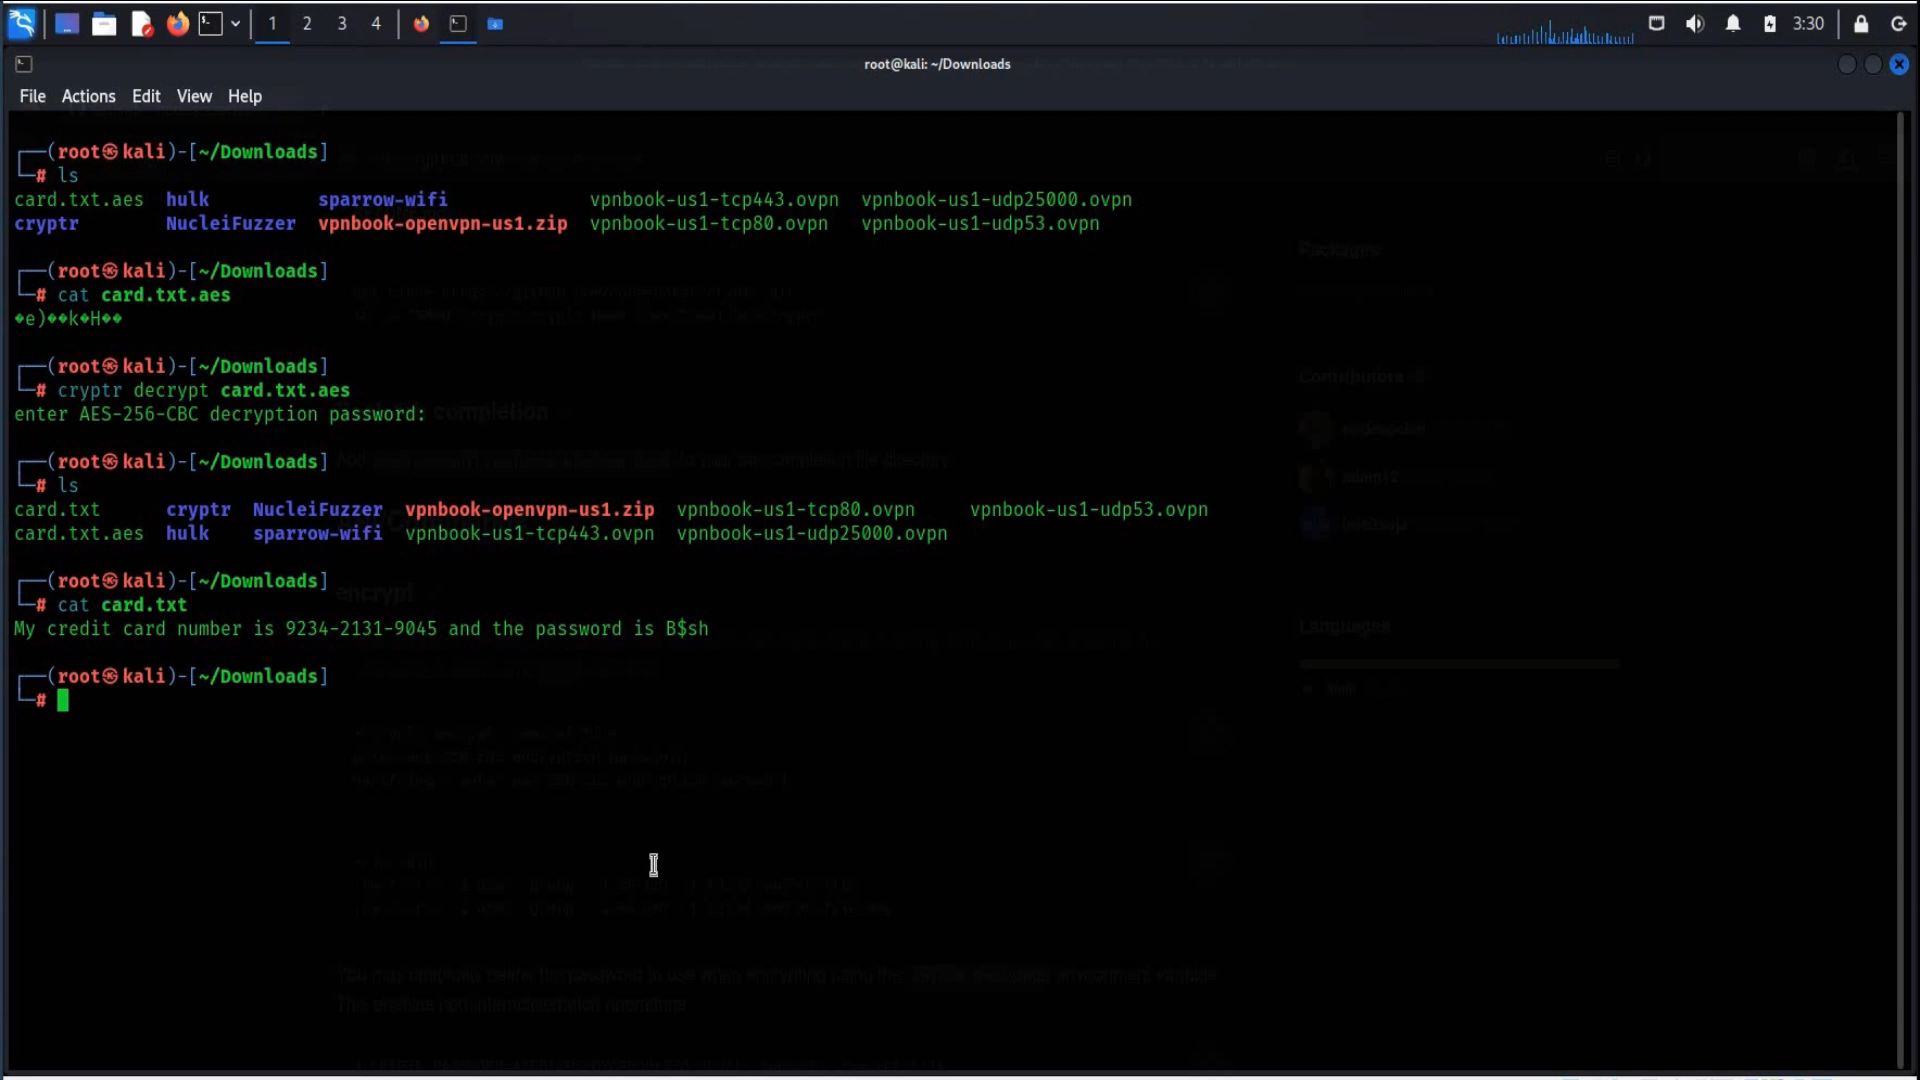 1 2 3 4 3:30
root@kali: ~/Downloads
File Actions Edit View Help
┌──(root㉿kali)-[~/Downloads]
└─# ls
card.txt.aes hulk sparrow-wifi vpnbook-us1-tcp443.ovpn vpnbook-us1-udp25000.ovpn
cryptr NucleiFuzzer vpnbook-openvpn-us1.zip vpnbook-us1-tcp80.ovpn vpnbook-us1-udp53.ovpn
┌──(root㉿kali)-[~/Downloads]
└─# cat card.txt.aes
�e)��k�H��
┌──(root㉿kali)-[~/Downloads]
└─# cryptr decrypt card.txt.aes
enter AES-256-CBC decryption password:
completion
┌──(root㉿kali)-[~/Downloads]
└─# ls
card.txt cryptr NucleiFuzzer vpnbook-openvpn-us1.zip vpnbook-us1-tcp80.ovpn vpnbook-us1-udp53.ovpn
card.txt.aes hulk sparrow-wifi vpnbook-us1-tcp443.ovpn vpnbook-us1-udp25000.ovpn
┌──(root㉿kali)-[~/Downloads]
encrypt
└─# cat card.txt
My credit card number is 9234-2131-9045 and the password is B$sh
┌──(root㉿kali)-[~/Downloads]
└─#
Packages
Contributors
Languages